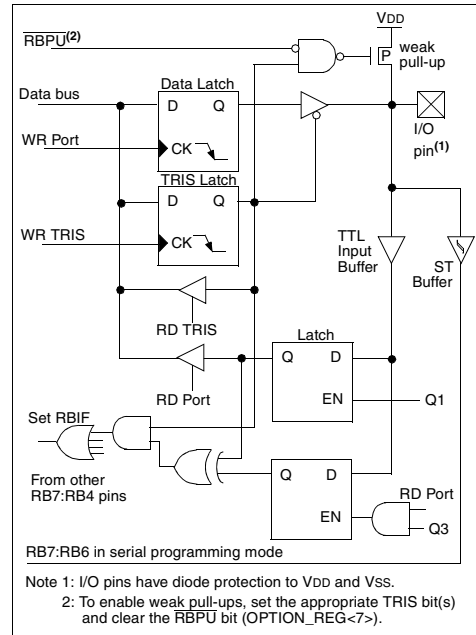 VDD
RBPU(2)
P
weak
pull-up
Data Latch
Data bus
D Q
I/O
pin(1)
WR Port
CK
TRIS Latch
D Q
WR TRIS
CK
TTL
Input
Buffer
ST
Buffer
RD TRIS
Latch
Q D
RD Port
EN
Q1
Set RBIF
From other
RB7:RB4 pins
Q D
RD Port
EN
Q3
RB7:RB6 in serial programming mode
Note 1: I/O pins have diode protection to VDD and VSS.
2: To enable weak pull-ups, set the appropriate TRIS bit(s)
and clear the RBPU bit (OPTION_REG<7>).